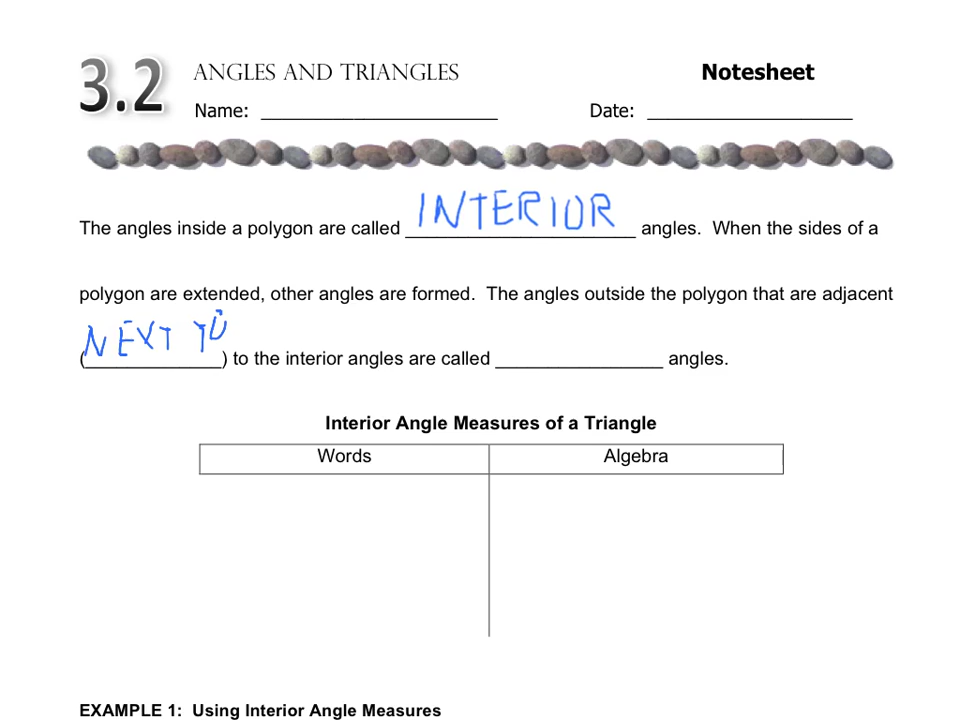 3.2 ANGLES AND TRIANGLES Notesheet
Name: ______________________ Date: ___________________
The angles inside a polygon are called INTERIOR angles. When the sides of a
polygon are extended, other angles are formed. The angles outside the polygon that are adjacent
(NEXT TO) to the interior angles are called ________________ angles.
Interior Angle Measures of a Triangle
Words Algebra
EXAMPLE 1: Using Interior Angle Measures